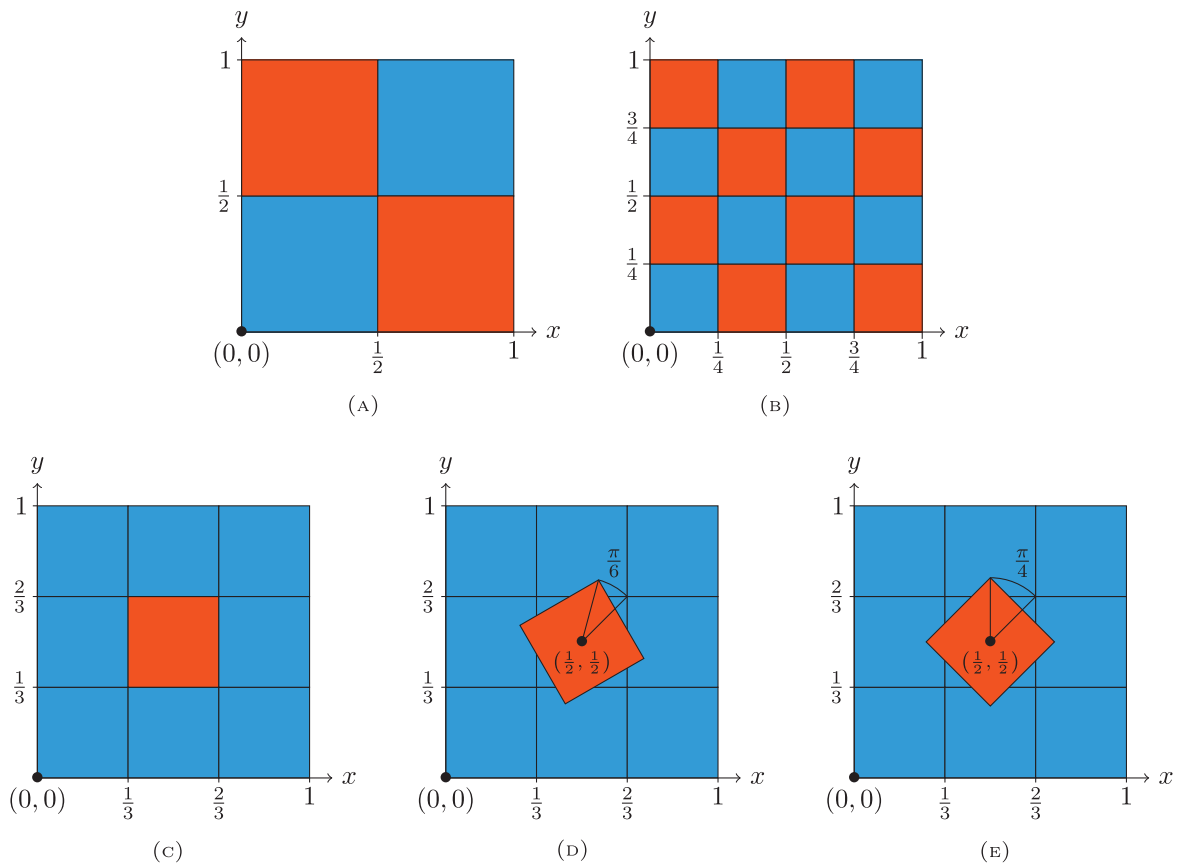 y
1
1/2
(0, 0)
1/2
1
x
(A)
y
1
3/4
1/2
1/4
(0, 0)
1/4
1/2
3/4
1
x
(B)
y
1
2/3
1/3
(0, 0)
1/3
2/3
1
x
(C)
y
1
π/6
2/3
(1/2, 1/2)
1/3
(0, 0)
1/3
2/3
1
x
(D)
y
1
π/4
2/3
(1/2, 1/2)
1/3
(0, 0)
1/3
2/3
1
x
(E)